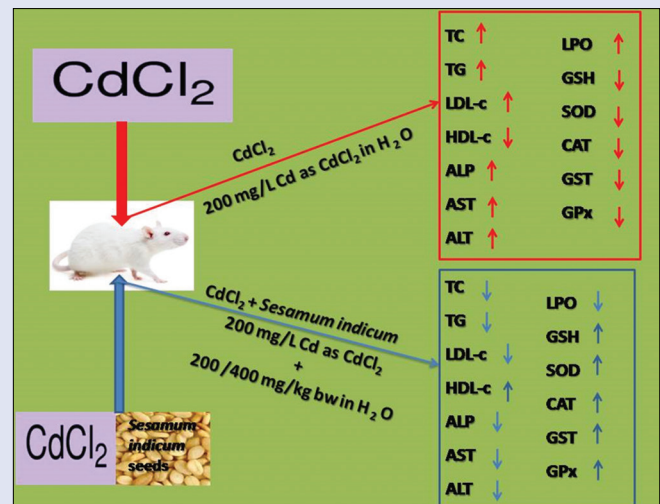 CdCl₂
CdCl₂
200 mg/L Cd as CdCl₂ in H₂O
TC ↑
TG ↑
LDL-c ↑
HDL-c ↓
ALP ↑
AST ↑
ALT ↑
LPO ↑
GSH ↓
SOD ↓
CAT ↓
GST ↓
GPx ↓
CdCl₂ + Sesamum indicum
200 mg/L Cd as CdCl₂
+
200 /400 mg/kg bw in H₂O
TC ↓
TG ↓
LDL-c ↓
HDL-c ↑
ALP ↓
AST ↓
ALT ↓
LPO ↓
GSH ↑
SOD ↑
CAT ↑
GST ↑
GPx ↑
CdCl₂
Sesamum
indicum
seeds